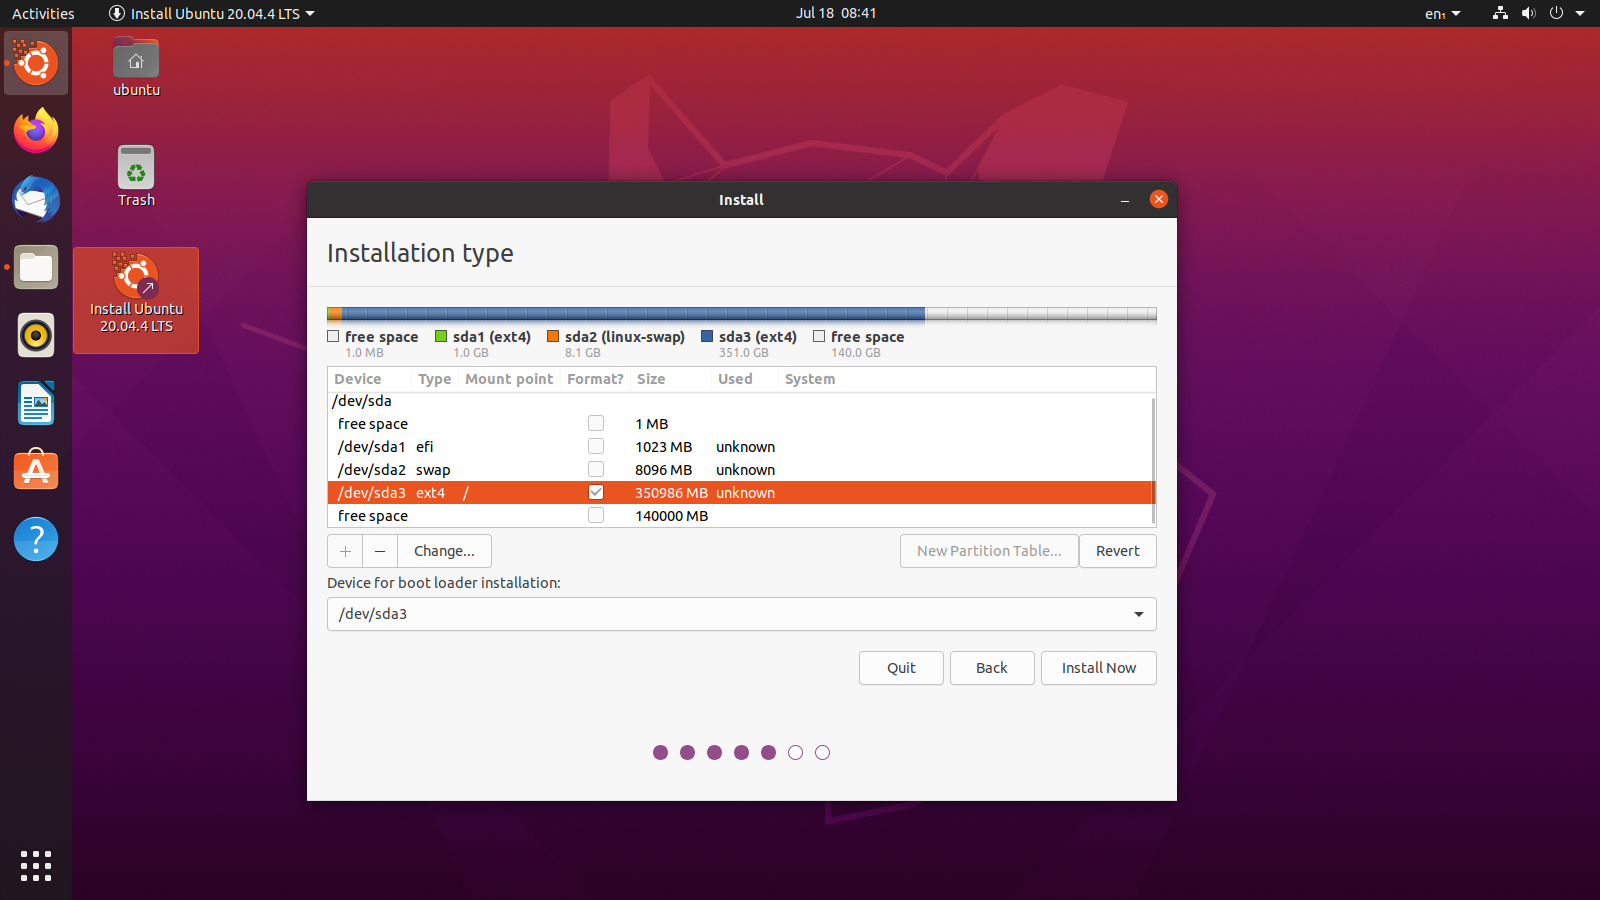 Activities
Install Ubuntu 20.04.4 LTS
Jul 18 08:41
en₁
ubuntu
Trash
Install Ubuntu
20.04.4 LTS
Install
Installation type
free space
1.0 MB
sda1 (ext4)
1.0 GB
sda2 (linux-swap)
8.1 GB
sda3 (ext4)
351.0 GB
free space
140.0 GB
Device Type Mount point Format? Size Used System
/dev/sda
free space 1 MB
/dev/sda1 efi 1023 MB unknown
/dev/sda2 swap 8096 MB unknown
/dev/sda3 ext4 / 350986 MB unknown
free space 140000 MB
+ − Change... New Partition Table... Revert
Device for boot loader installation:
/dev/sda3
Quit Back Install Now